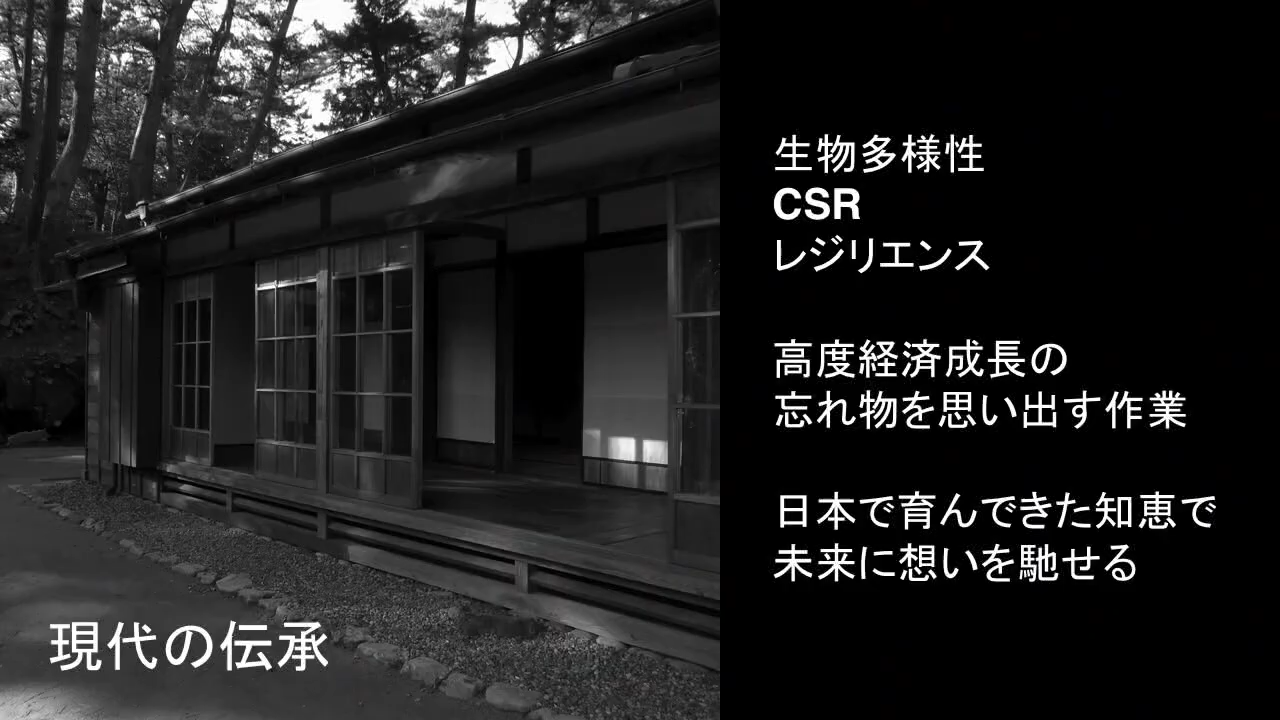 生物多様性
CSR
レジリエンス
高度経済成長の
忘れ物を思い出す作業
日本で育んできた知恵で
未来に想いを馳せる
現代の伝承